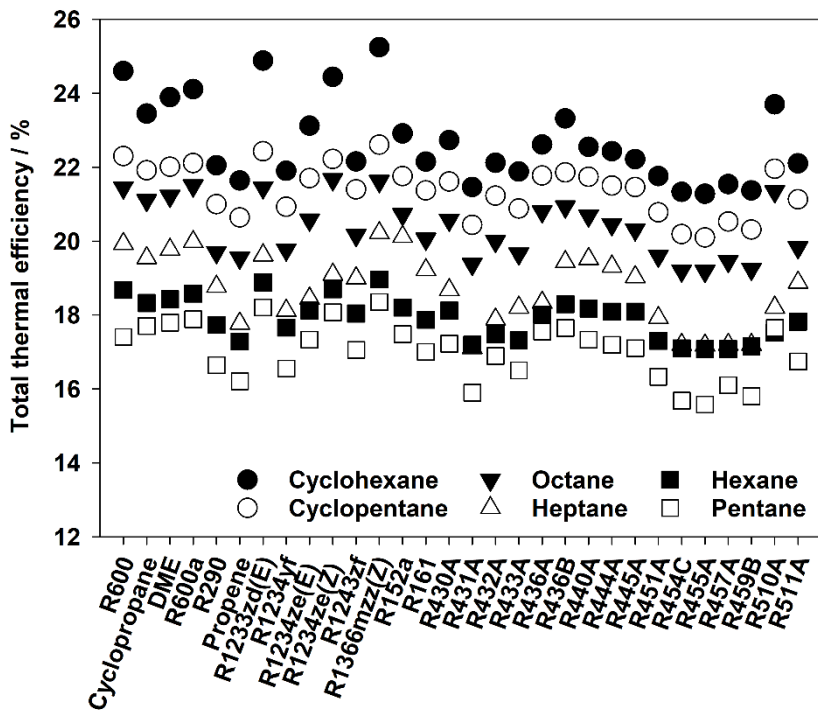 Total thermal efficiency / %
26
24
22
20
18
16
14
12
Cyclohexane Octane Hexane
Cyclopentane Heptane Pentane
R600
Cyclopropane
DME
R600a
R290
Propene
R1233zd(E)
R1234yf
R1234ze(E)
R1234ze(Z)
R1243zf
R1366mzz(Z)
R152a
R161
R430A
R431A
R432A
R433A
R436A
R436B
R440A
R444A
R445A
R451A
R454C
R455A
R457A
R459B
R510A
R511A